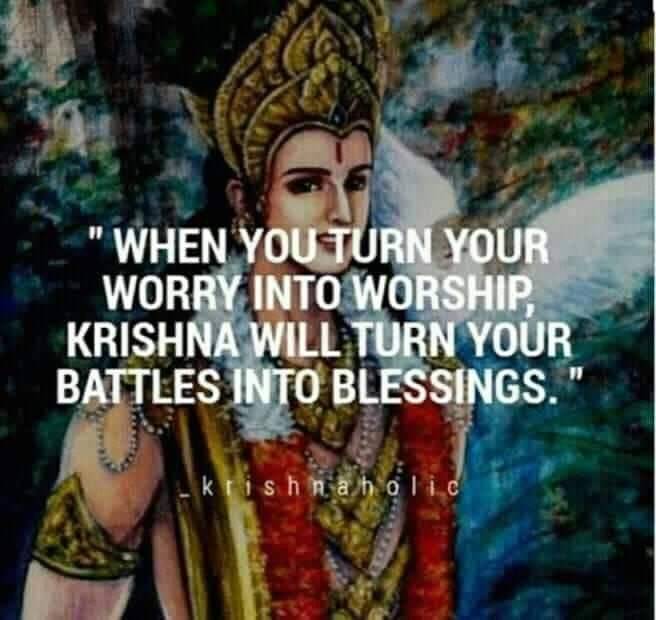 " WHEN YOU TURN YOUR
WORRY INTO WORSHIP,
KRISHNA WILL TURN YOUR
BATTLES INTO BLESSINGS. "
_krishnaholic